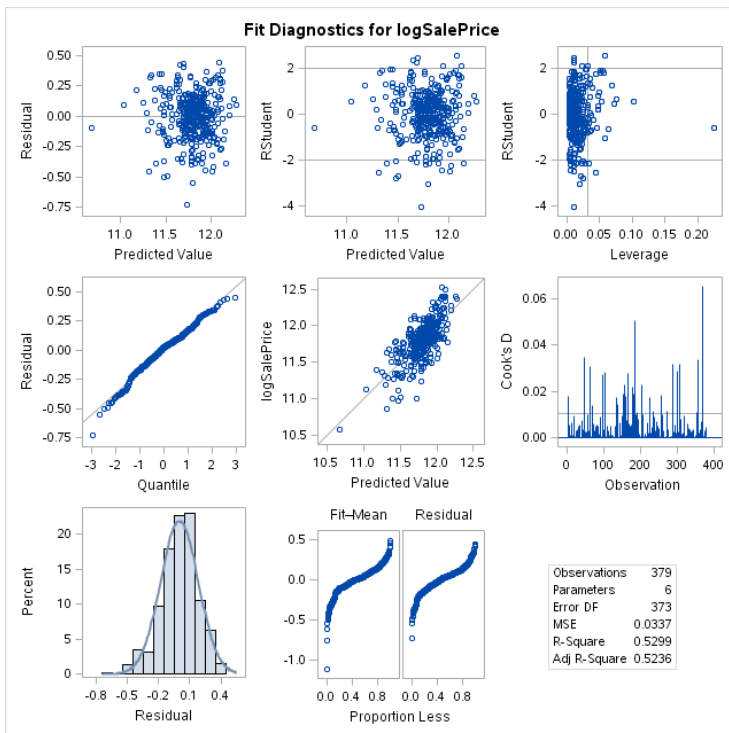 Fit Diagnostics for logSalePrice
0.50
0.25
0.00
-0.25
-0.50
-0.75
Residual
11.0 11.5 12.0
Predicted Value
2
0
-2
-4
RStudent
11.0 11.5 12.0
Predicted Value
2
0
-2
-4
RStudent
0.00 0.05 0.10 0.15 0.20
Leverage
0.50
0.25
0.00
-0.25
-0.50
-0.75
Residual
-3 -2 -1 0 1 2 3
Quantile
12.5
12.0
11.5
11.0
10.5
logSalePrice
10.5 11.0 11.5 12.0 12.5
Predicted Value
0.06
0.04
0.02
0.00
Cook's D
0 100 200 300 400
Observation
20
15
10
5
0
Percent
-0.8 -0.5 -0.2 0.1 0.4
Residual
Fit–Mean Residual
0.0
-0.5
-1.0
0.0 0.4 0.8 0.0 0.4 0.8
Proportion Less
Observations 379
Parameters 6
Error DF 373
MSE 0.0337
R-Square 0.5299
Adj R-Square 0.5236